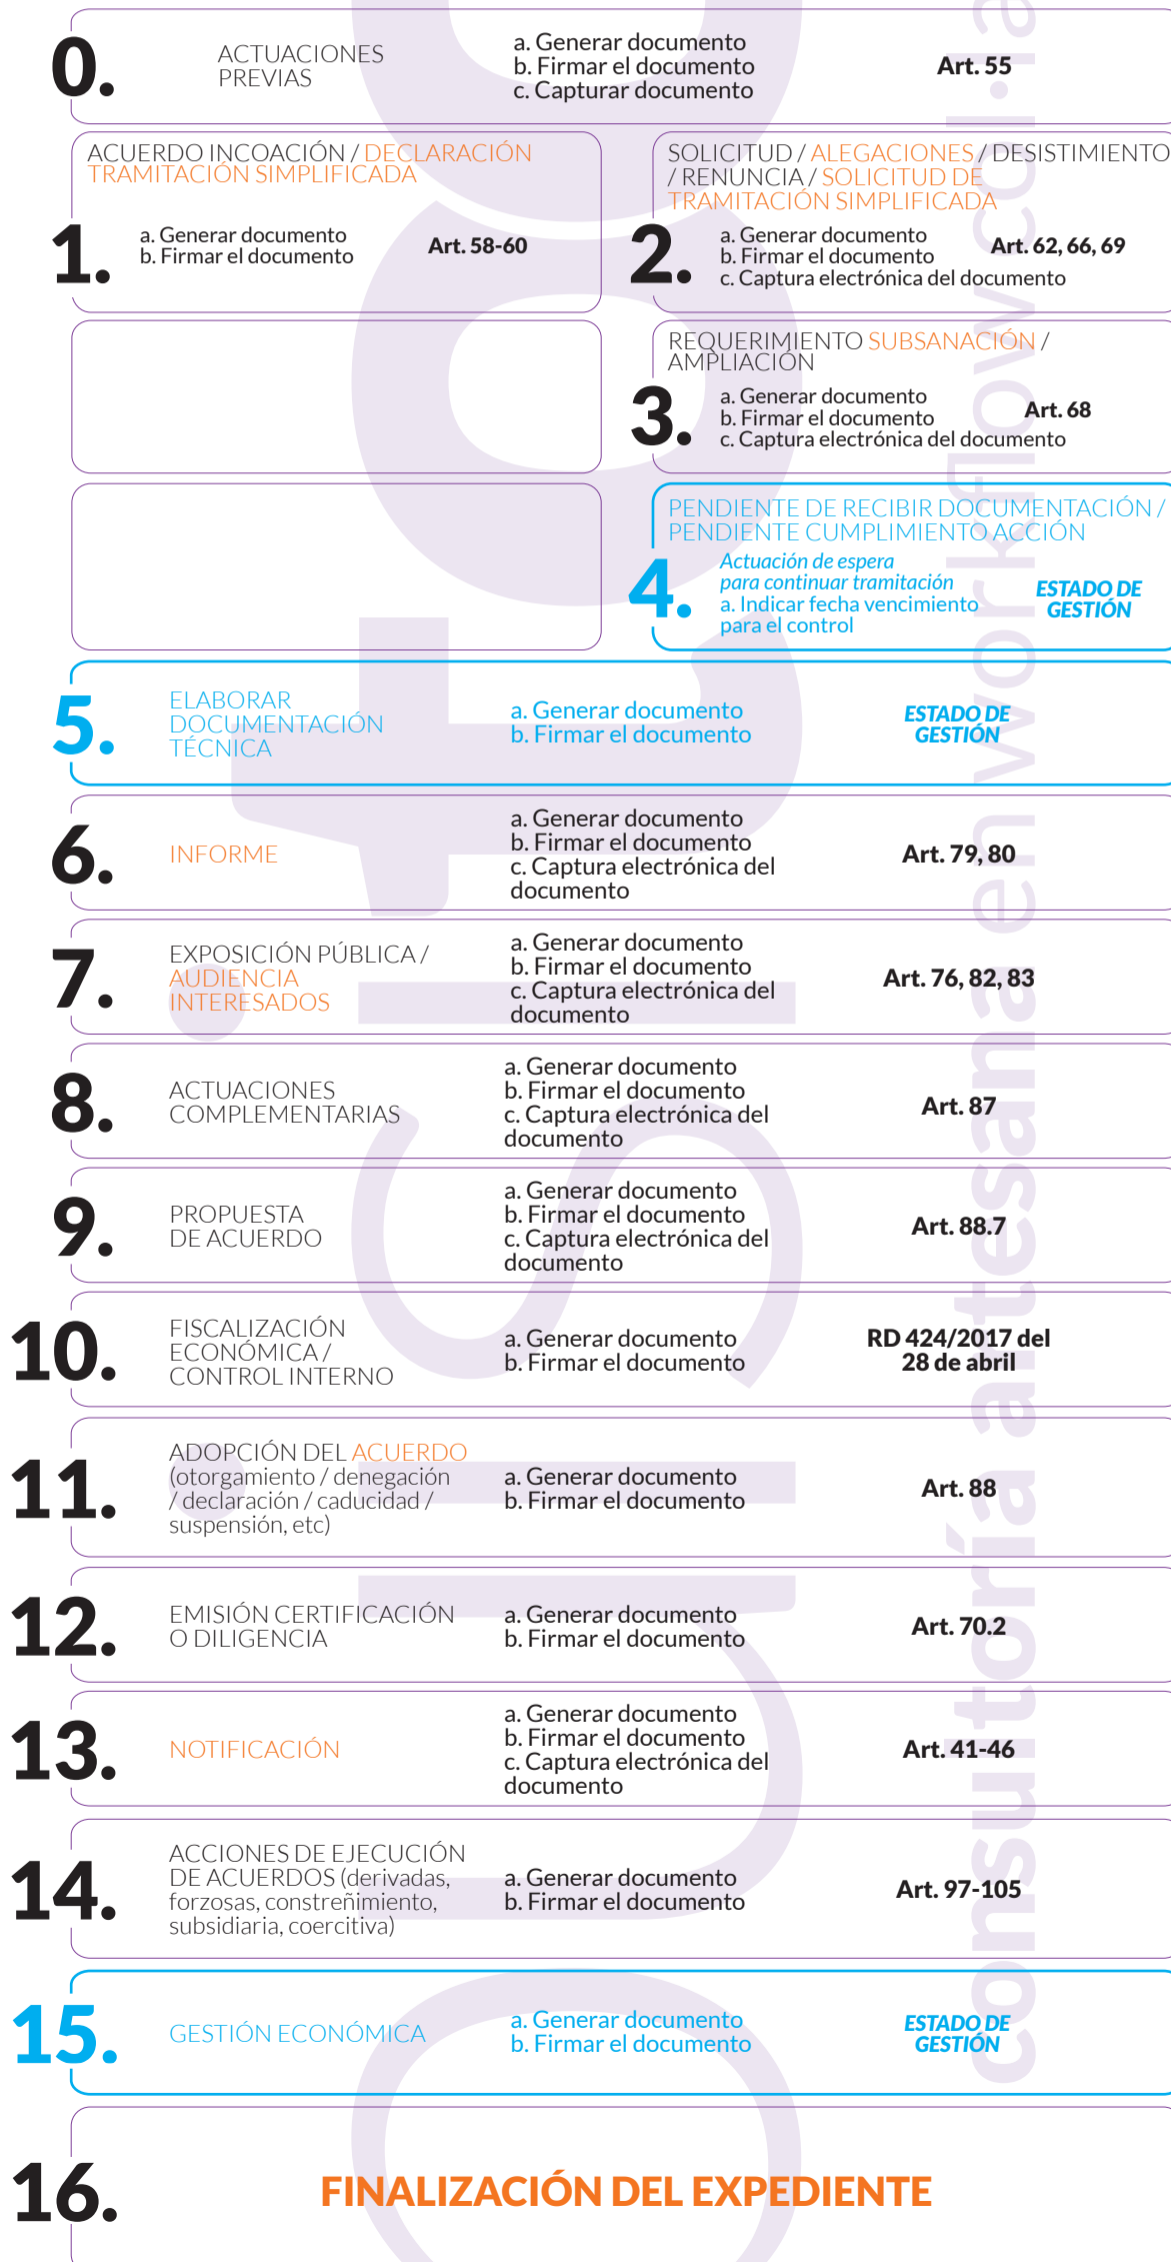 0.
ACTUACIONES
PREVIAS
a. Generar documento
b. Firmar el documento
c. Capturar documento
Art. 55
ACUERDO INCOACIÓN / DECLARACIÓN
TRAMITACIÓN SIMPLIFICADA
1.
a. Generar documento
b. Firmar el documento
Art. 58-60
SOLICITUD / ALEGACIONES / DESISTIMIENTO
/ RENUNCIA / SOLICITUD DE
TRAMITACIÓN SIMPLIFICADA
2.
a. Generar documento
b. Firmar el documento
c. Captura electrónica del documento
Art. 62, 66, 69
REQUERIMIENTO SUBSANACIÓN /
AMPLIACIÓN
3.
a. Generar documento
b. Firmar el documento
c. Captura electrónica del documento
Art. 68
PENDIENTE DE RECIBIR DOCUMENTACIÓN /
PENDIENTE CUMPLIMIENTO ACCIÓN
4.
Actuación de espera
para continuar tramitación
a. Indicar fecha vencimiento
para el control
ESTADO DE
GESTIÓN
5.
ELABORAR
DOCUMENTACIÓN
TÉCNICA
a. Generar documento
b. Firmar el documento
ESTADO DE
GESTIÓN
6.
INFORME
a. Generar documento
b. Firmar el documento
c. Captura electrónica del
documento
Art. 79, 80
7.
EXPOSICIÓN PÚBLICA /
AUDIENCIA
INTERESADOS
a. Generar documento
b. Firmar el documento
c. Captura electrónica del
documento
Art. 76, 82, 83
8.
ACTUACIONES
COMPLEMENTARIAS
a. Generar documento
b. Firmar el documento
c. Captura electrónica del
documento
Art. 87
9.
PROPUESTA
DE ACUERDO
a. Generar documento
b. Firmar el documento
c. Captura electrónica del
documento
Art. 88.7
10.
FISCALIZACIÓN
ECONÓMICA /
CONTROL INTERNO
a. Generar documento
b. Firmar el documento
RD 424/2017 del
28 de abril
11.
ADOPCIÓN DEL ACUERDO
(otorgamiento / denegación
/ declaración / caducidad /
suspensión, etc)
a. Generar documento
b. Firmar el documento
Art. 88
12.
EMISIÓN CERTIFICACIÓN
O DILIGENCIA
a. Generar documento
b. Firmar el documento
Art. 70.2
13.
NOTIFICACIÓN
a. Generar documento
b. Firmar el documento
c. Captura electrónica del
documento
Art. 41-46
14.
ACCIONES DE EJECUCIÓN
DE ACUERDOS (derivadas,
forzosas, constreñimiento,
subsidiaria, coercitiva)
a. Generar documento
b. Firmar el documento
Art. 97-105
15.
GESTIÓN ECONÓMICA
a. Generar documento
b. Firmar el documento
ESTADO DE
GESTIÓN
16.
FINALIZACIÓN DEL EXPEDIENTE
consultoría artesana en workflow col·la